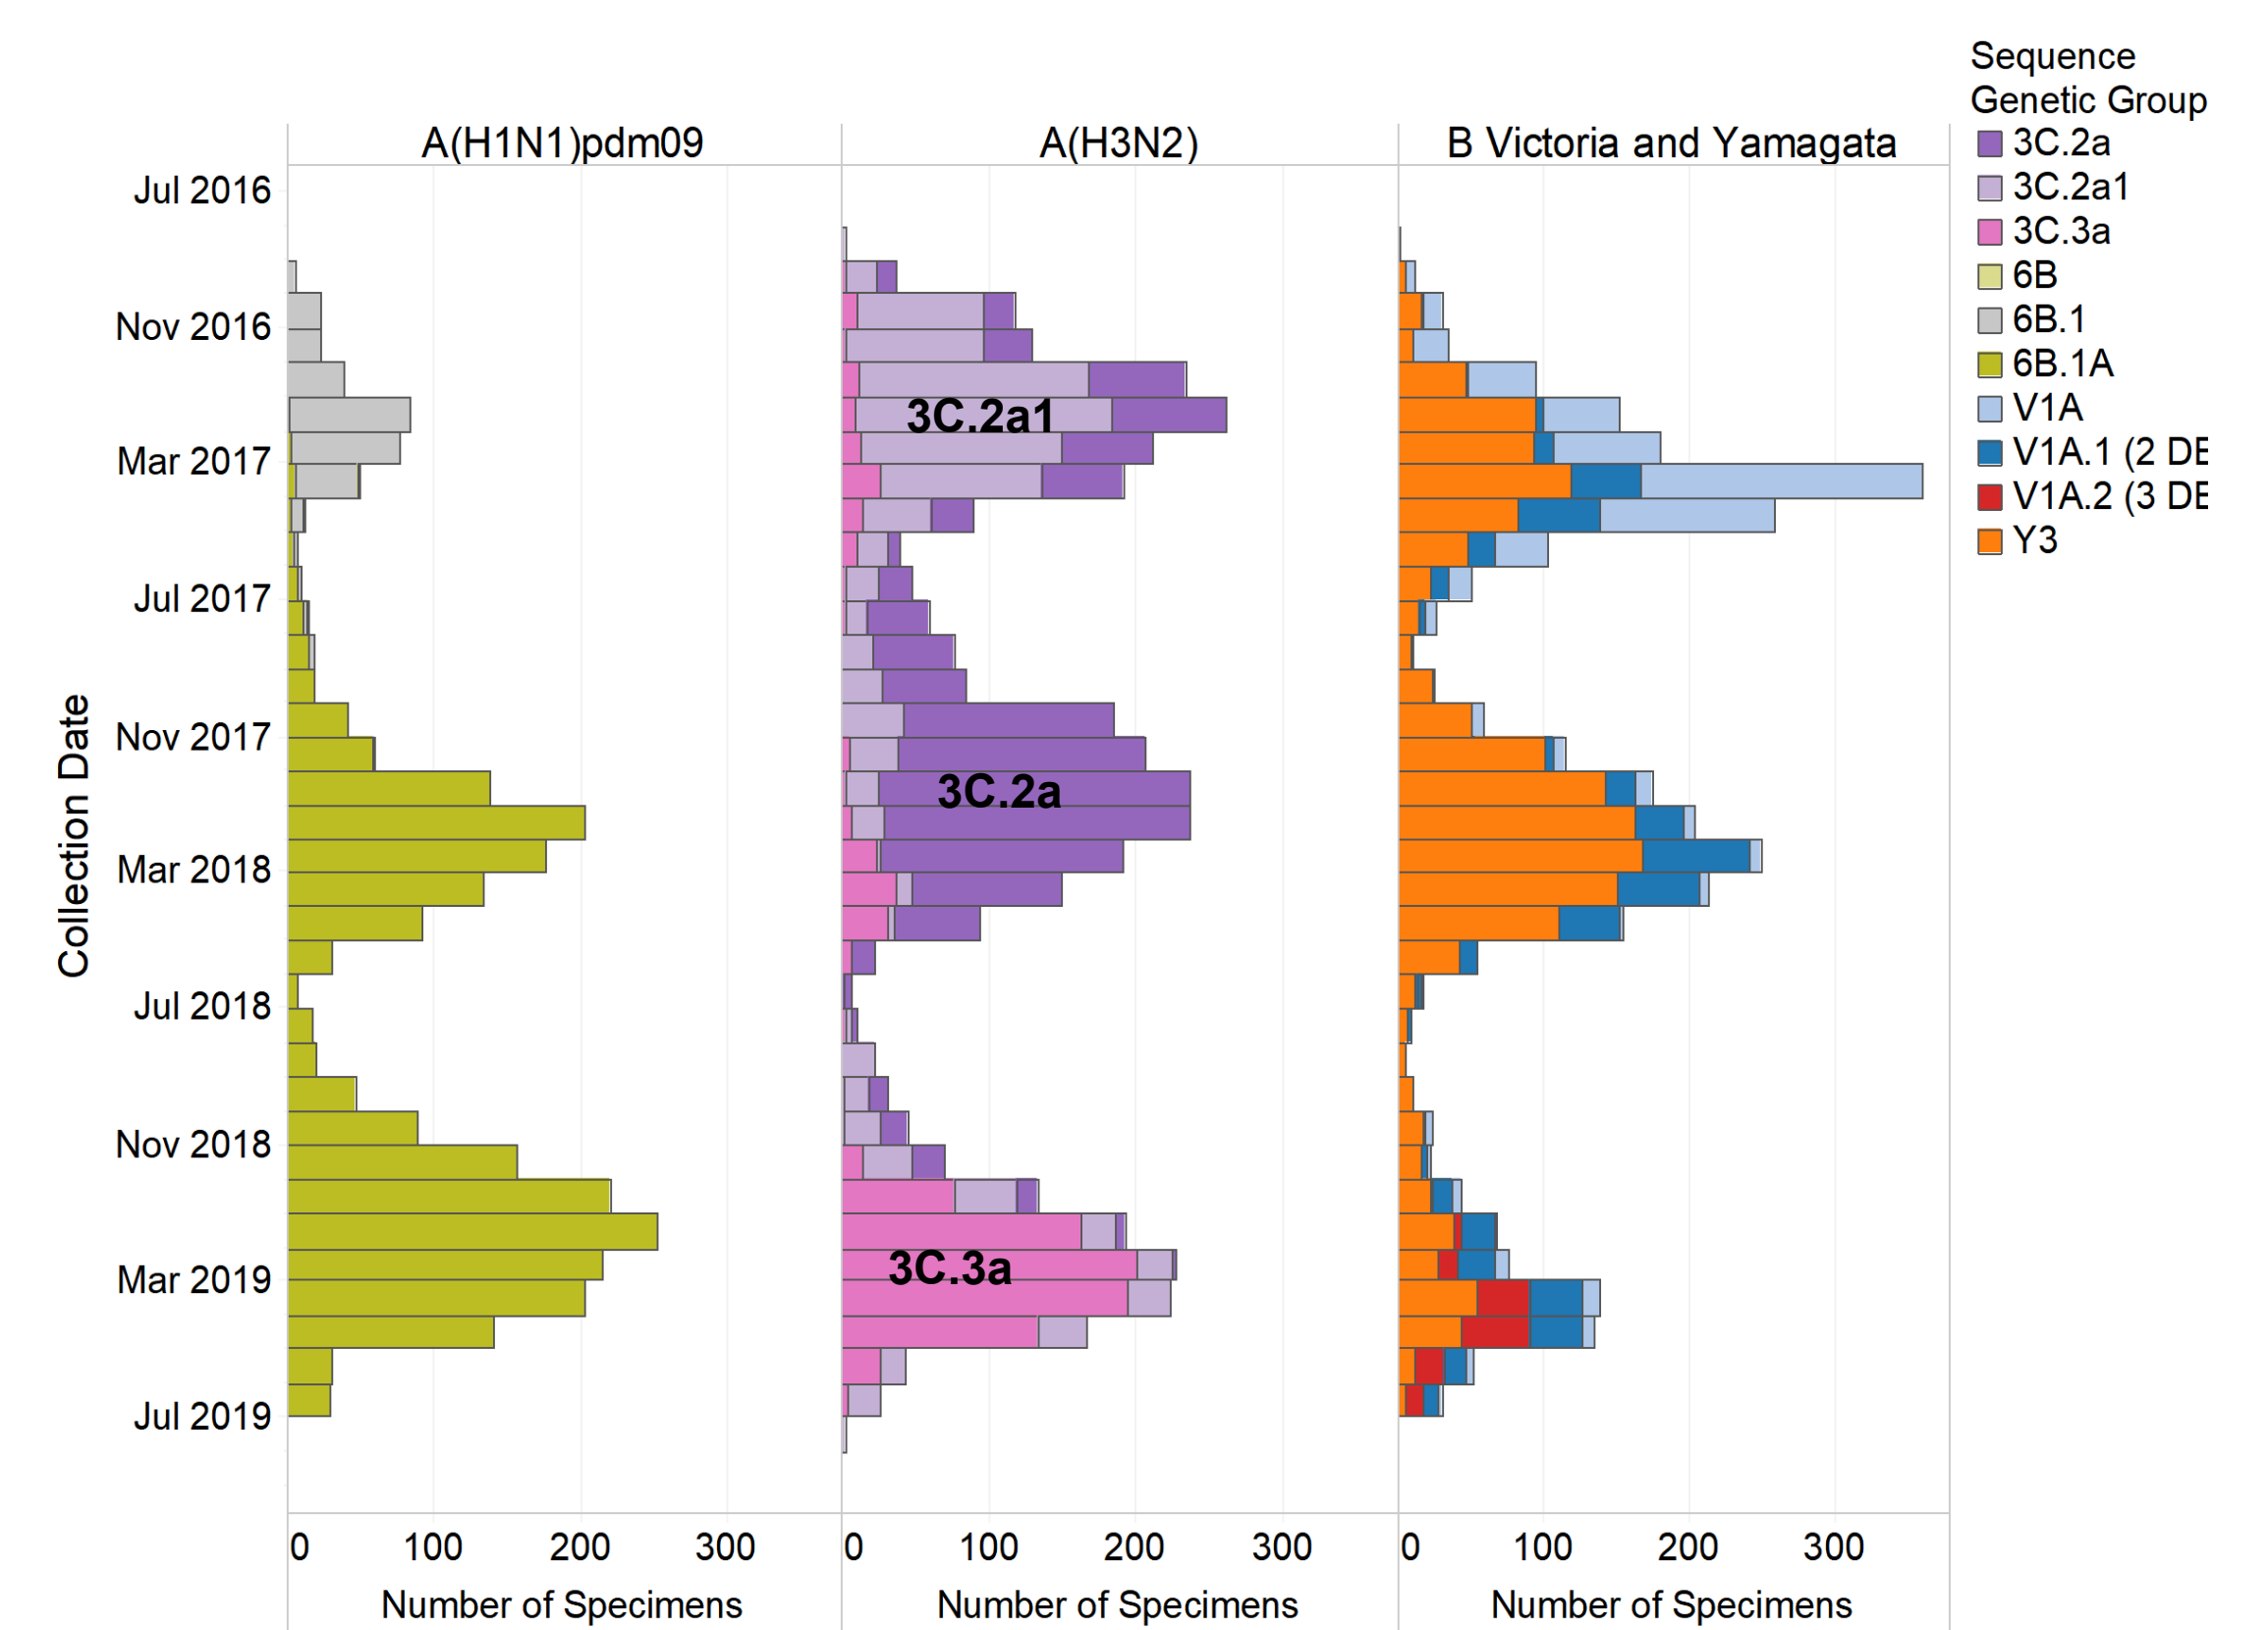 Sequence
Genetic Group
3C.2a
3C.2a1
3C.3a
6B
6B.1
6B.1A
V1A
V1A.1 (2 DE
V1A.2 (3 DE
Y3
A(H1N1)pdm09 A(H3N2) B Victoria and Yamagata
Collection Date
Jul 2016
Nov 2016
Mar 2017
Jul 2017
Nov 2017
Mar 2018
Jul 2018
Nov 2018
Mar 2019
Jul 2019
3C.2a1
3C.2a
3C.3a
0 100 200 300 0 100 200 300 0 100 200 300
Number of Specimens Number of Specimens Number of Specimens